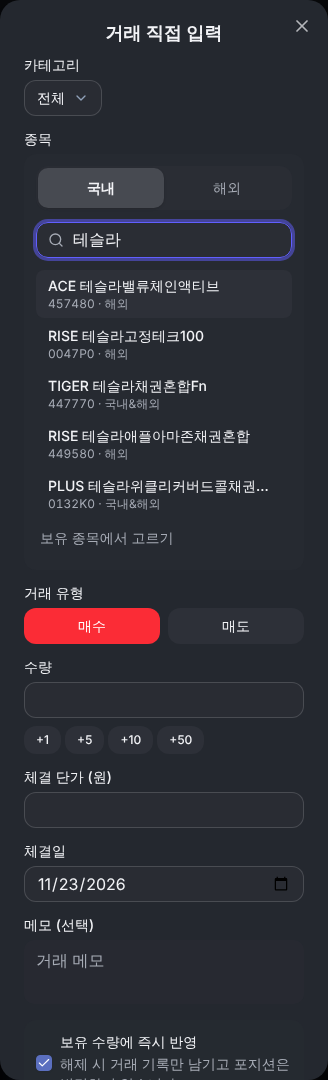 거래 직접 입력
카테고리
전체
종목
국내
해외
테슬라
ACE 테슬라밸류체인액티브
457480 · 해외
RISE 테슬라고정테크100
0047P0 · 해외
TIGER 테슬라채권혼합Fn
447770 · 국내&해외
RISE 테슬라애플아마존채권혼합
449580 · 해외
PLUS 테슬라위클리커버드콜채권...
0132K0 · 국내&해외
보유 종목에서 고르기
거래 유형
매수
매도
수량
+1
+5
+10
+50
체결 단가 (원)
체결일
11/23/2026
메모 (선택)
거래 메모
보유 수량에 즉시 반영
해제 시 거래 기록만 남기고 포지션은